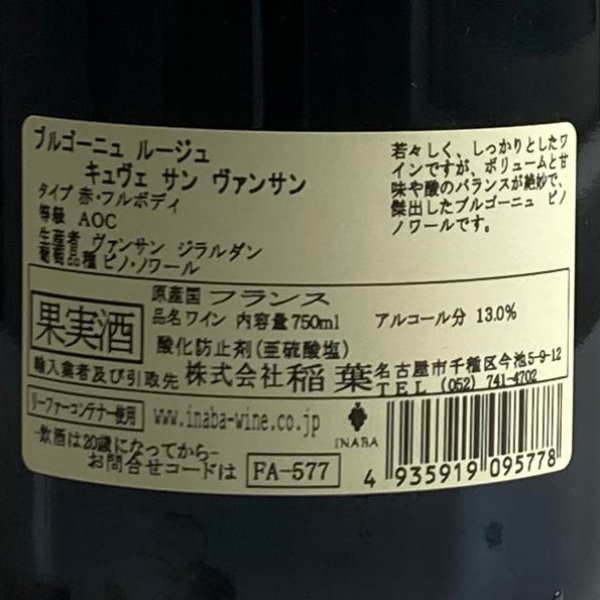 ブルゴーニュ ルージュ
キュヴェ サン ヴァンサン
タイプ 赤・フルボディ
等級 AOC
生産者 ヴァンサン ジラルダン
葡萄品種 ピノ・ノワール
若々しく、しっかりとしたワ
インですが、ボリュームと甘
味や酸のバランスが絶妙で、
傑出したブルゴーニュ ピ
ノワールです。
果実酒
原産国 フランス
品名 ワイン 内容量 750ml アルコール分 13.0%
酸化防止剤(亜硫酸塩)
輸入業者及び引取先 株式会社 稲葉 名古屋市千種区今池5-9-12
TEL (052) 741-4702
リーファーコンテナー使用 www.inaba-wine.co.jp INABA
-飲酒は20歳になってから-
お問合せコードは FA-577
4 935919 095778